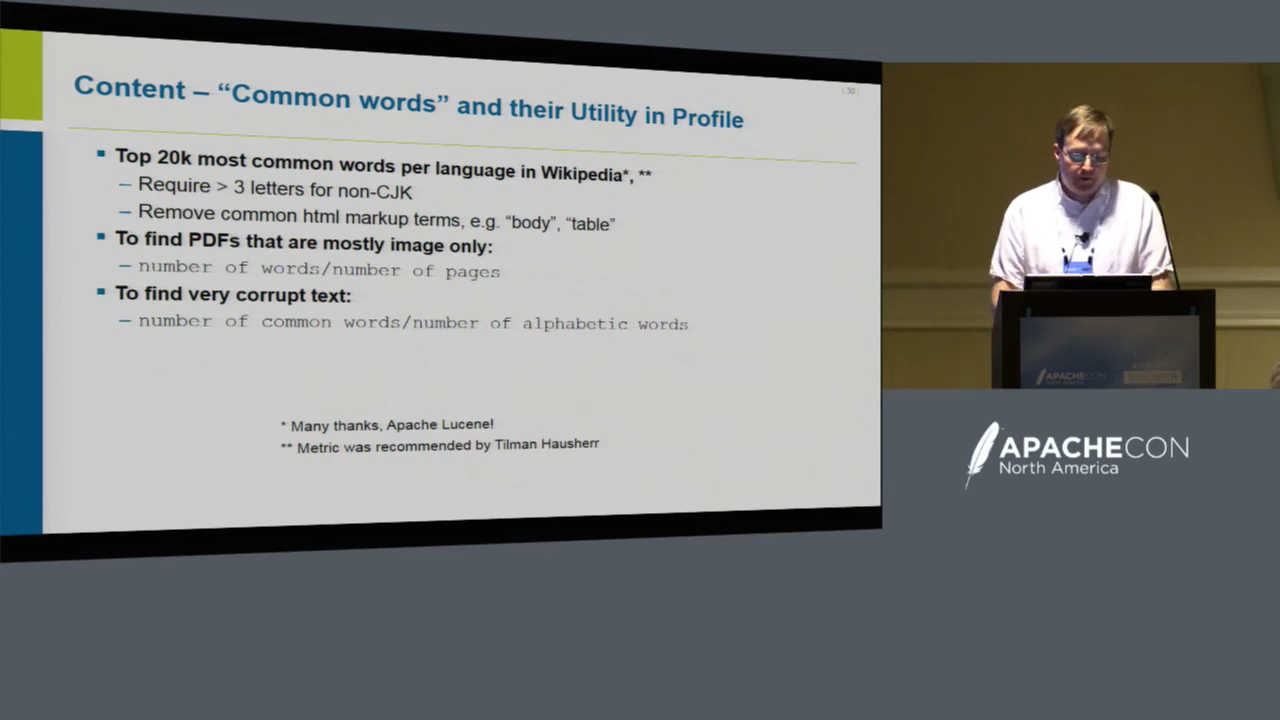 | 30 |
Content – “Common words” and their Utility in Profile
Top 20k most common words per language in Wikipedia*, **
– Require > 3 letters for non-CJK
– Remove common html markup terms, e.g. “body”, “table”
To find PDFs that are mostly image only:
– number of words/number of pages
To find very corrupt text:
– number of common words/number of alphabetic words
* Many thanks, Apache Lucene!
** Metric was recommended by Tilman Hausherr
APACHECON
APACHECON
North America